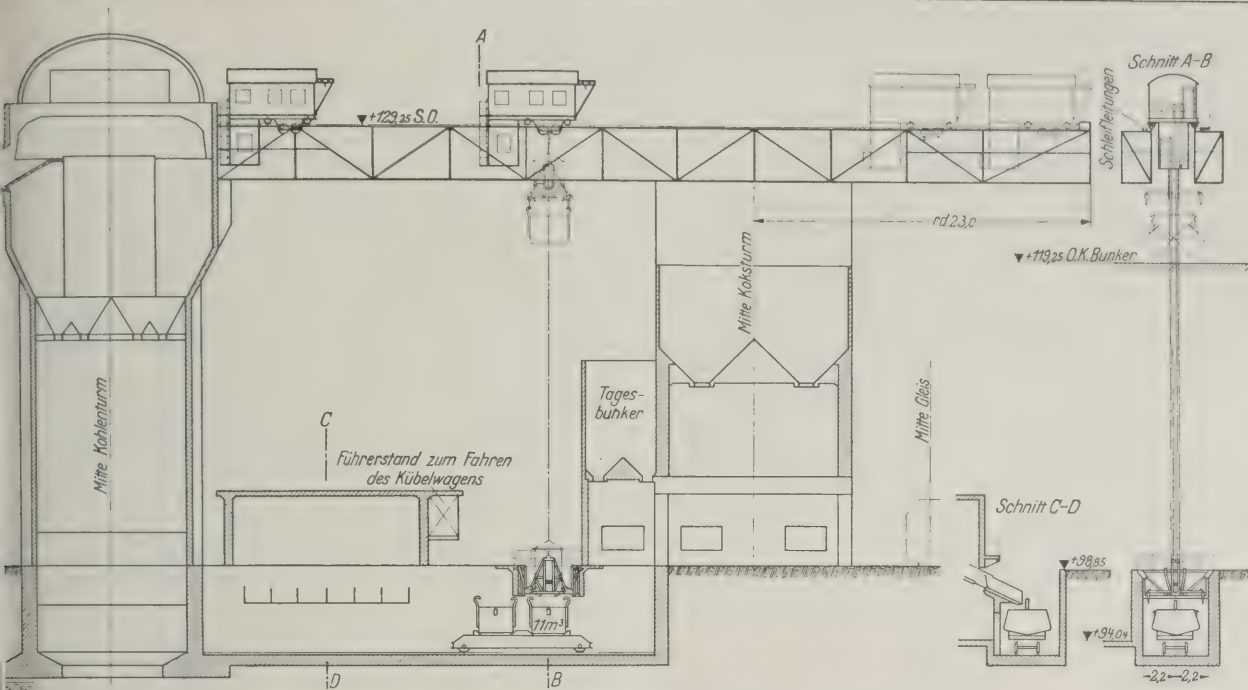 A
Schnitt A-B
+129,25 S.O.
Schleifleitungen
rd 23,0
+119,25 O.K. Bunker
Mitte Koksturm
Mitte Kohlenturm
Tages-
bunker
Mitte Gleis
C
Führerstand zum Fahren
des Kübelwagens
Schnitt C-D
+98,85
11m³
+94,04
2,2 2,2
D
B